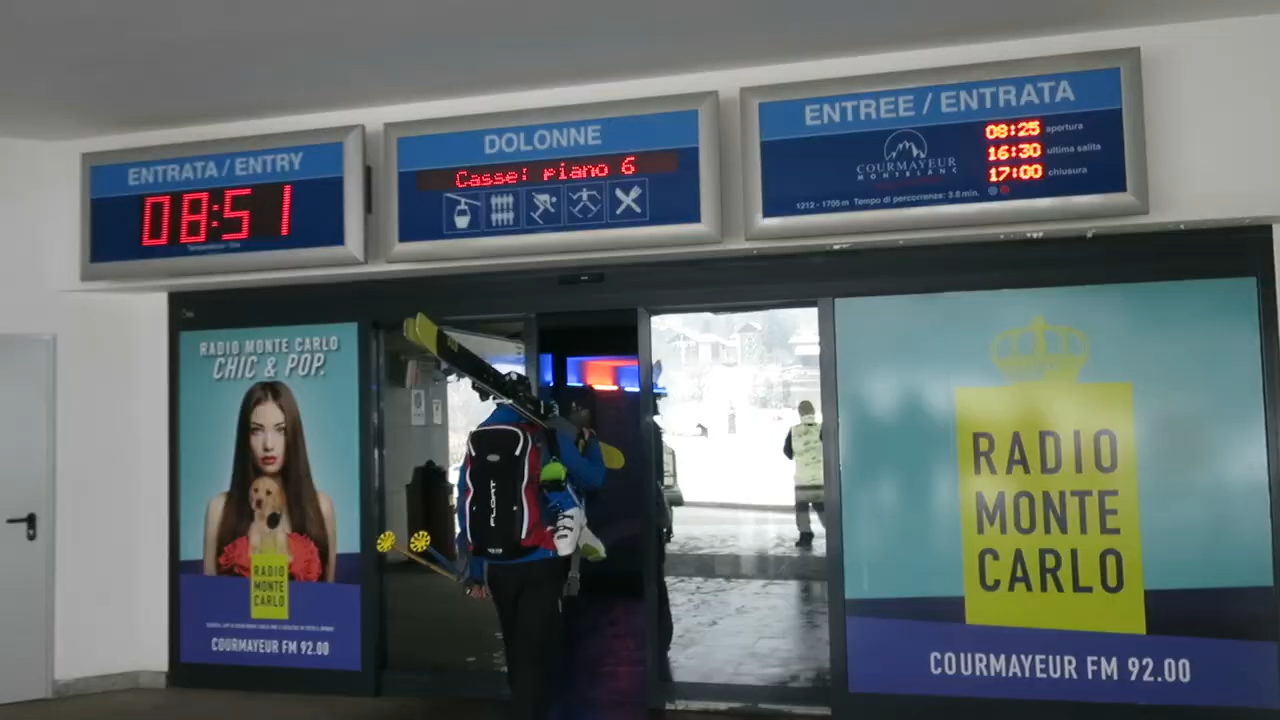 ENTRATA / ENTRY
08:51
DOLONNE
Casse: piano 6
ENTREE / ENTRATA
COURMAYEUR
MONT BLANC
08:25 apertura
16:30 ultima salita
17:00 chiusura
1212 - 1705 m Tempo di percorrenza: 3.8 min.
RADIO MONTE CARLO
CHIC & POP.
RADIO
MONTE
CARLO
COURMAYEUR FM 92.00
FLOAT
RADIO
MONTE
CARLO
COURMAYEUR FM 92.00